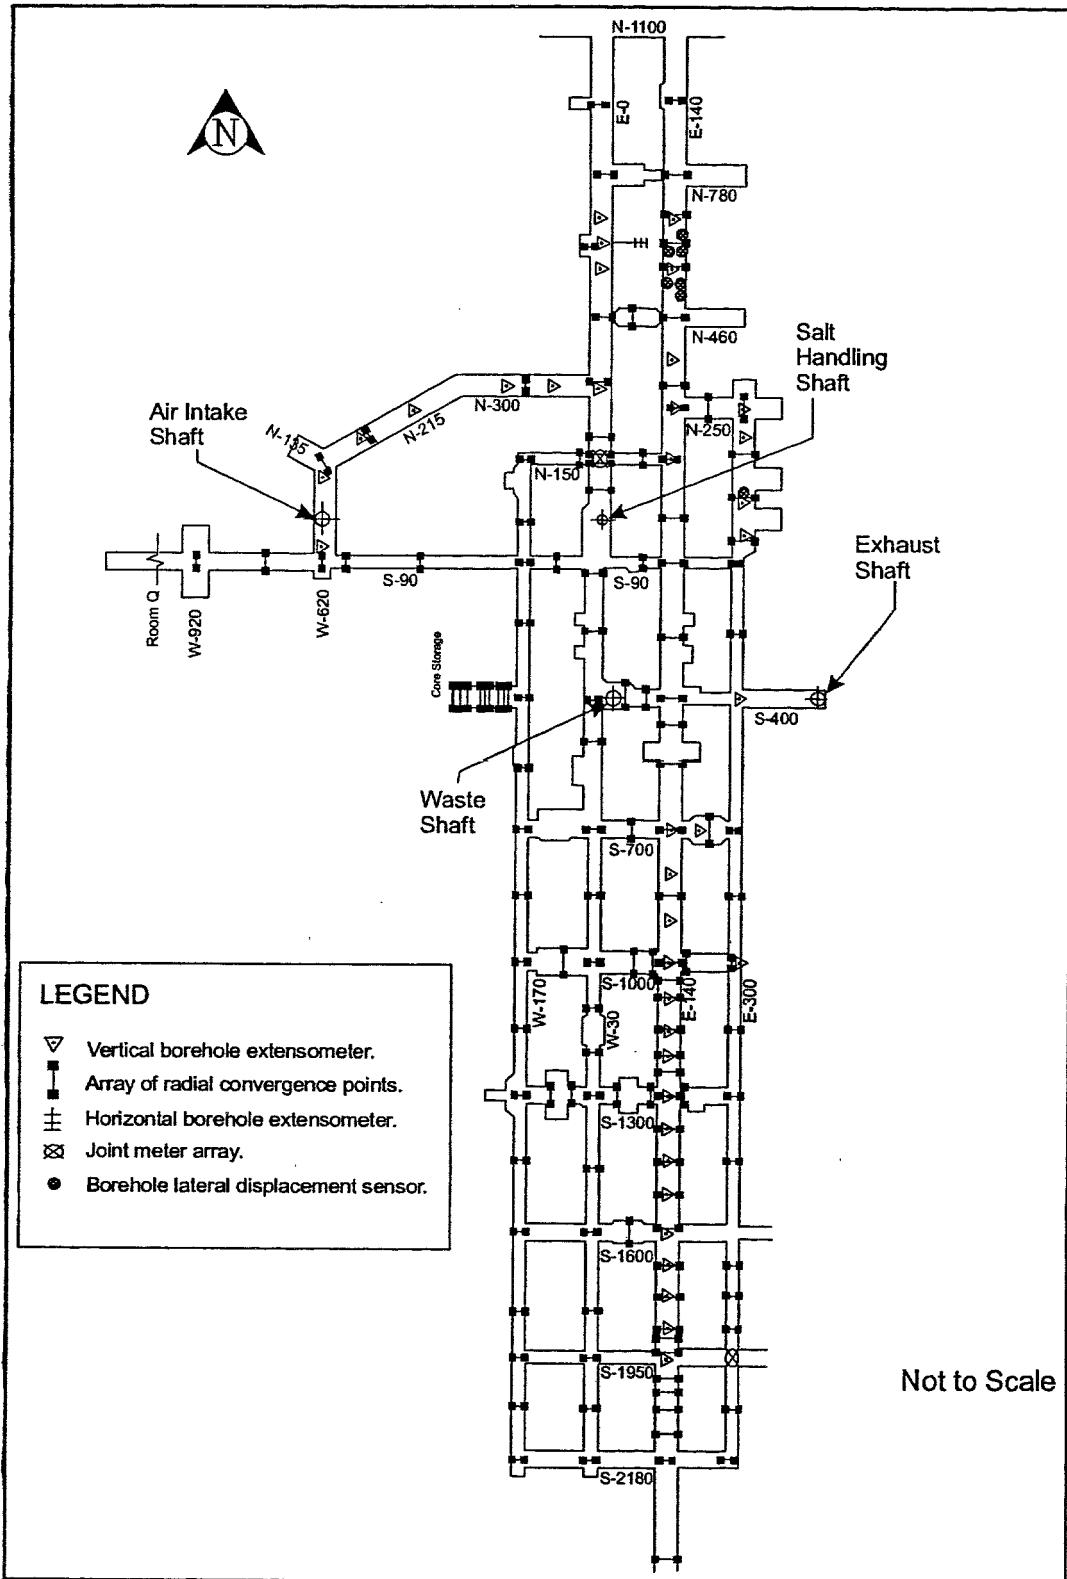 N-1100
N
E-0
E-140
N-780
N-460
Salt
Handling
Shaft
Air Intake
Shaft
N-300
N-215
N-135
N-250
N-150
Exhaust
Shaft
S-90
S-90
Room Q
W-920
W-620
Core Storage
S-400
Waste
Shaft
S-700
S-1000
W-170
W-30
E-140
E-300
LEGEND
Vertical borehole extensometer.
Array of radial convergence points.
Horizontal borehole extensometer.
Joint meter array.
Borehole lateral displacement sensor.
S-1300
S-1600
S-1950
Not to Scale
S-2180